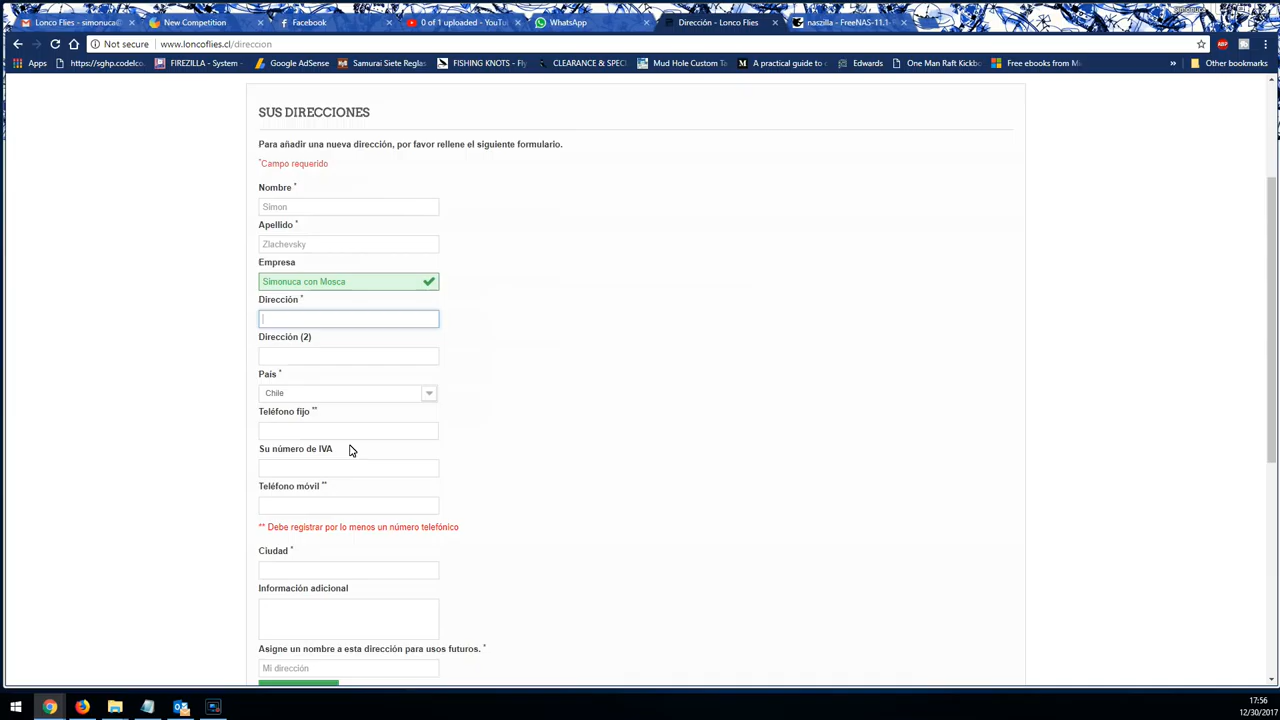 Lonco Flies - simonuca@
New Competition
Facebook
0 of 1 uploaded - YouTu
WhatsApp
Dirección - Lonco Flies
naszilla - FreeNAS-11.1-
Simonuca
Not secure
www.loncoflies.cl/direccion
Apps
https://sghp.codelco
FIREZILLA - System -
Google AdSense
Samurai Siete Reglas
FISHING KNOTS - Fly
CLEARANCE & SPECI
Mud Hole Custom Ta
A practical guide to
Edwards
One Man Raft Kickbo
Free ebooks from Mi
» Other bookmarks
SUS DIRECCIONES
Para añadir una nueva dirección, por favor rellene el siguiente formulario.
*Campo requerido
Nombre *
Simon
Apellido *
Zlachevsky
Empresa
Simonuca con Mosca
Dirección *
Dirección (2)
País *
Chile
Teléfono fijo **
Su número de IVA
Teléfono móvil **
** Debe registrar por lo menos un número telefónico
Ciudad *
Información adicional
Asigne un nombre a esta dirección para usos futuros. *
Mi dirección
17:56
12/30/2017